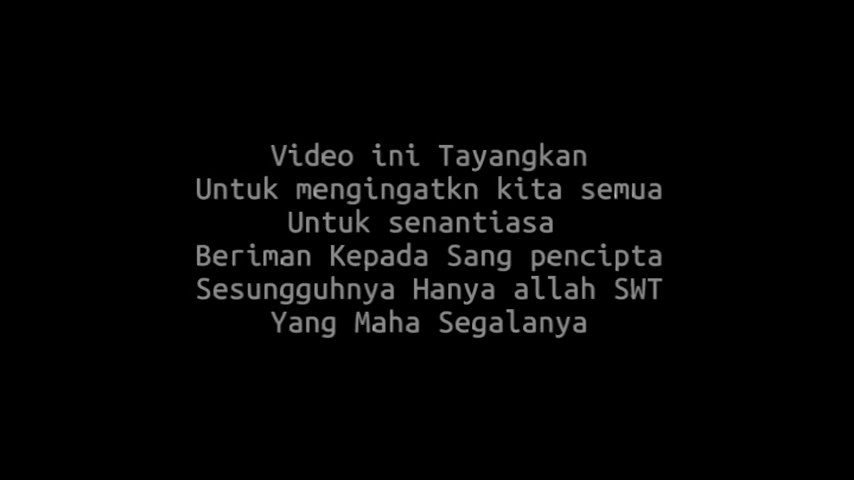 Video ini Tayangkan
Untuk mengingatkn kita semua
Untuk senantiasa
Beriman Kepada Sang pencipta
Sesungguhnya Hanya allah SWT
Yang Maha Segalanya